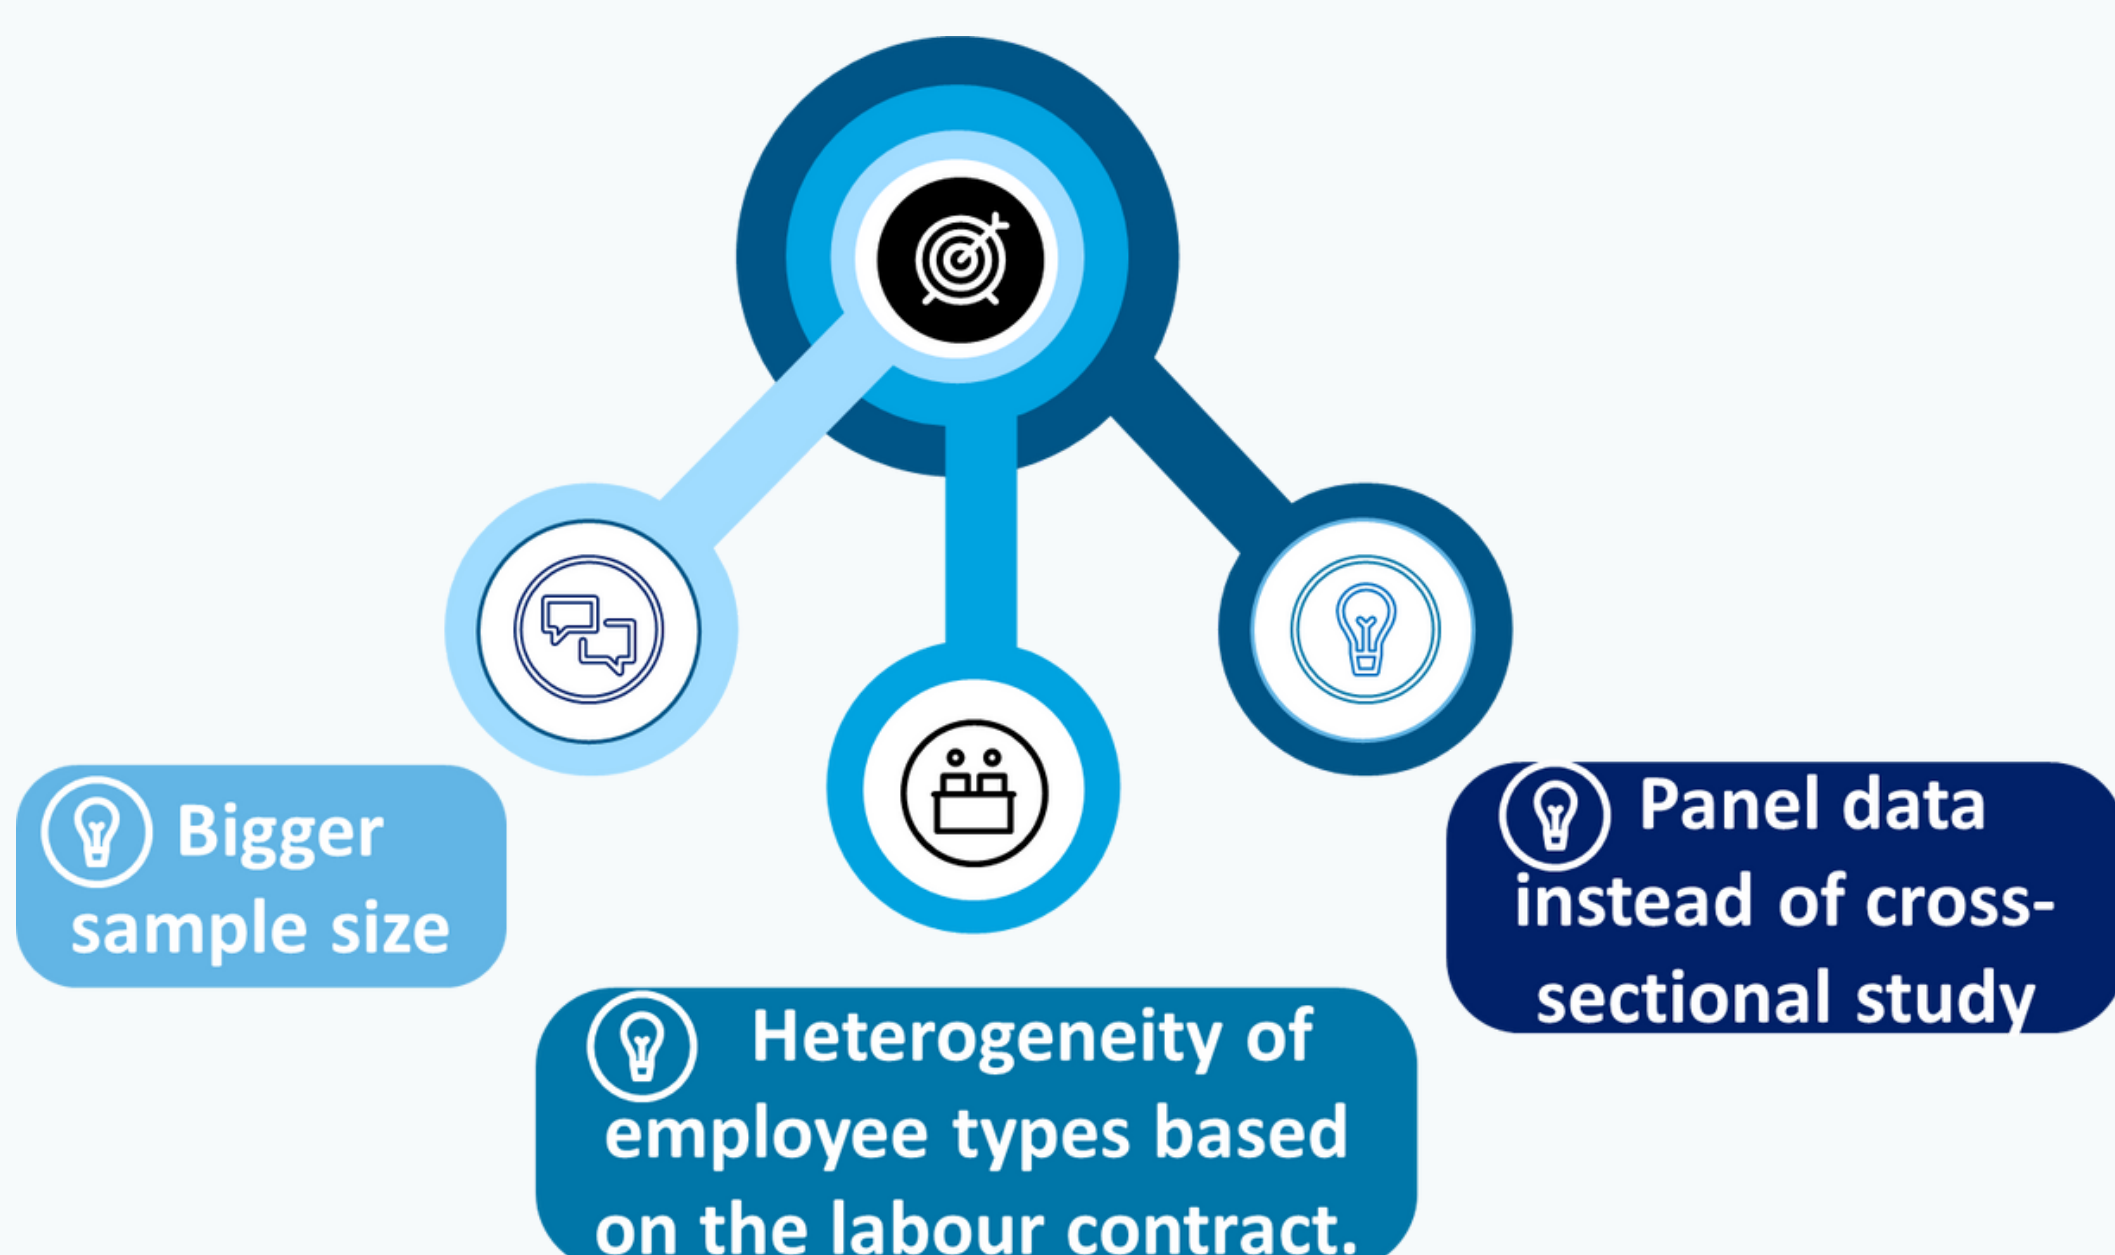 Bigger
sample size
Heterogeneity of
employee types based
on the labour contract.
Panel data
instead of cross-
sectional study